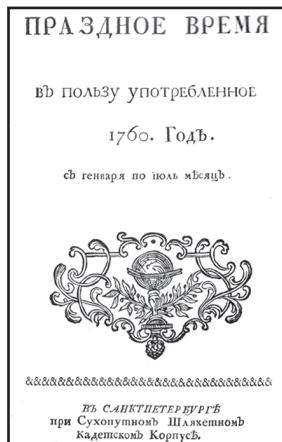 ПРАЗДНОЕ ВРЕМЯ
ВЪ ПОЛЬЗУ УПОТРЕБЛЕННОЕ
1760. ГОДЪ.
съ генваря по іюль мѣсяцъ.
&&&&&&&&&&&&&&&&&&&&&&&&&&&&&&
ВЪ САНКТПЕТЕРБУРГѢ
при Сухопутномъ Шляхетномъ
Кадетскомъ Корпусѣ.